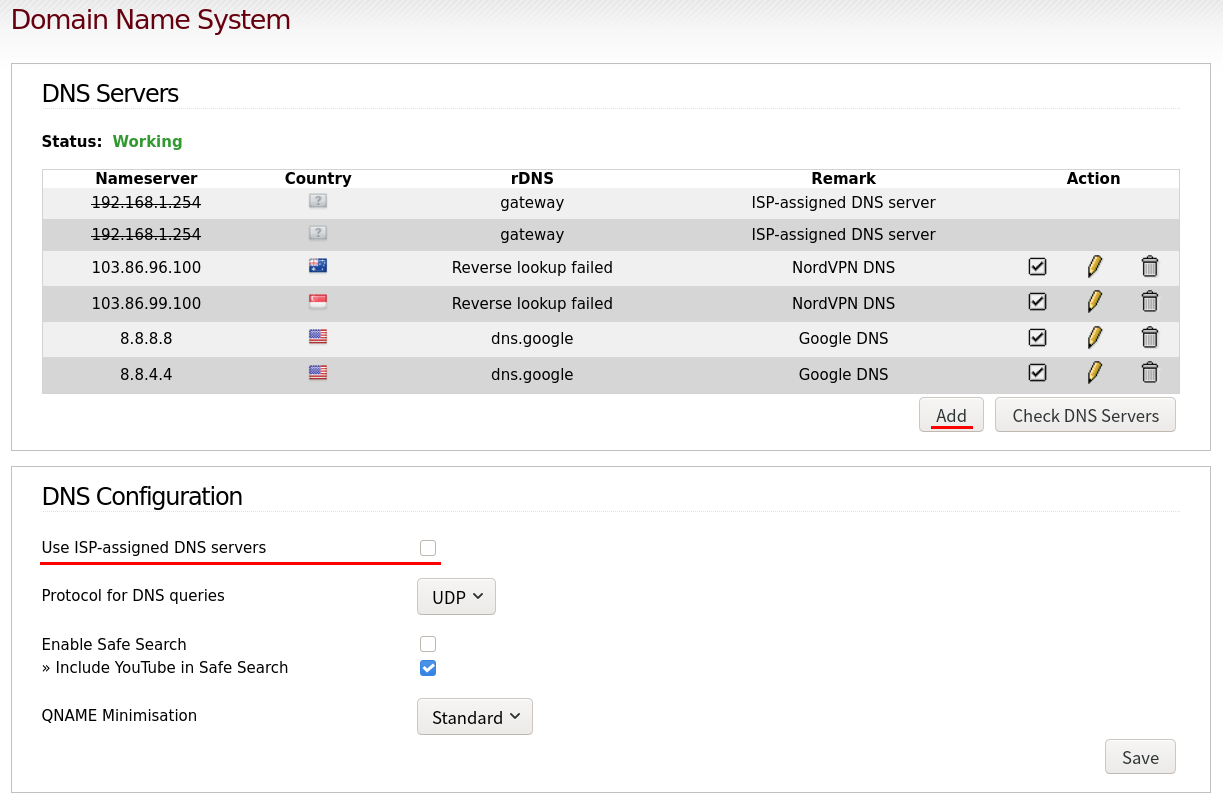 Domain Name System
DNS Servers
Status: Working
Nameserver Country rDNS Remark Action
192.168.1.254 gateway ISP-assigned DNS server
192.168.1.254 gateway ISP-assigned DNS server
103.86.96.100 Reverse lookup failed NordVPN DNS
103.86.99.100 Reverse lookup failed NordVPN DNS
8.8.8.8 dns.google Google DNS
8.8.4.4 dns.google Google DNS
Add Check DNS Servers
DNS Configuration
Use ISP-assigned DNS servers
Protocol for DNS queries UDP
Enable Safe Search
» Include YouTube in Safe Search
QNAME Minimisation Standard
Save